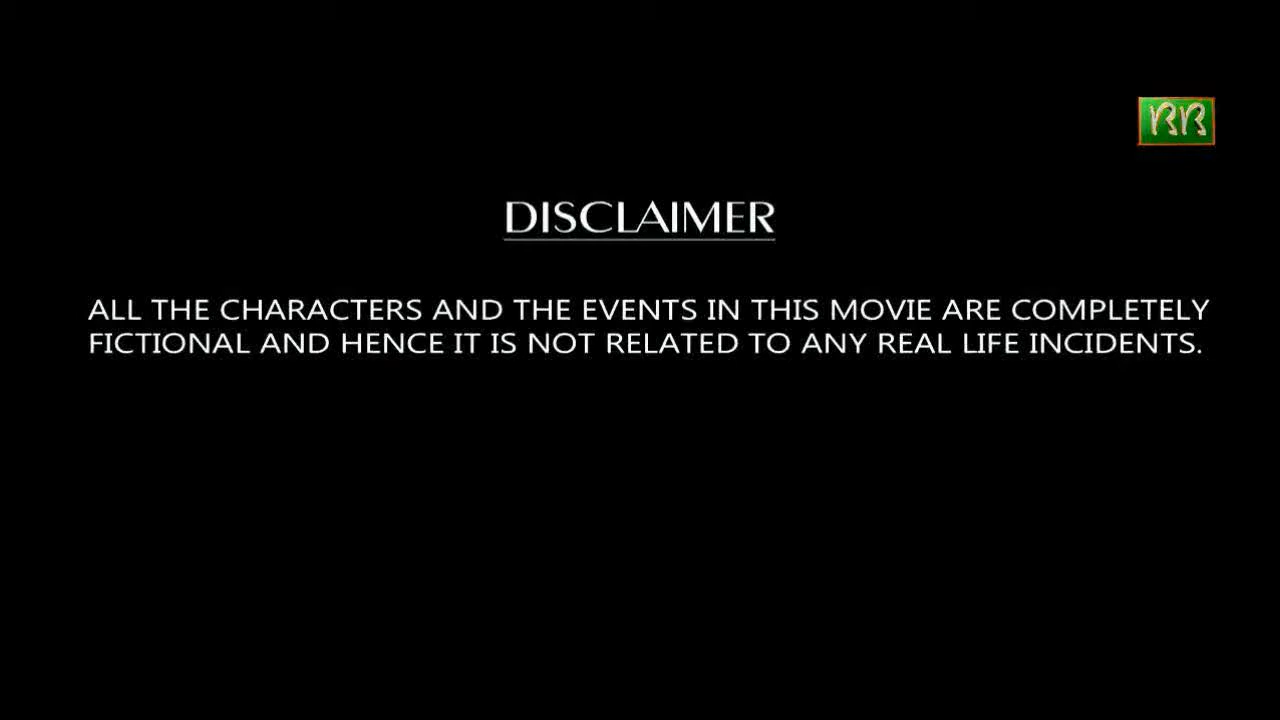 BB
DISCLAIMER
ALL THE CHARACTERS AND THE EVENTS IN THIS MOVIE ARE COMPLETELY
FICTIONAL AND HENCE IT IS NOT RELATED TO ANY REAL LIFE INCIDENTS.